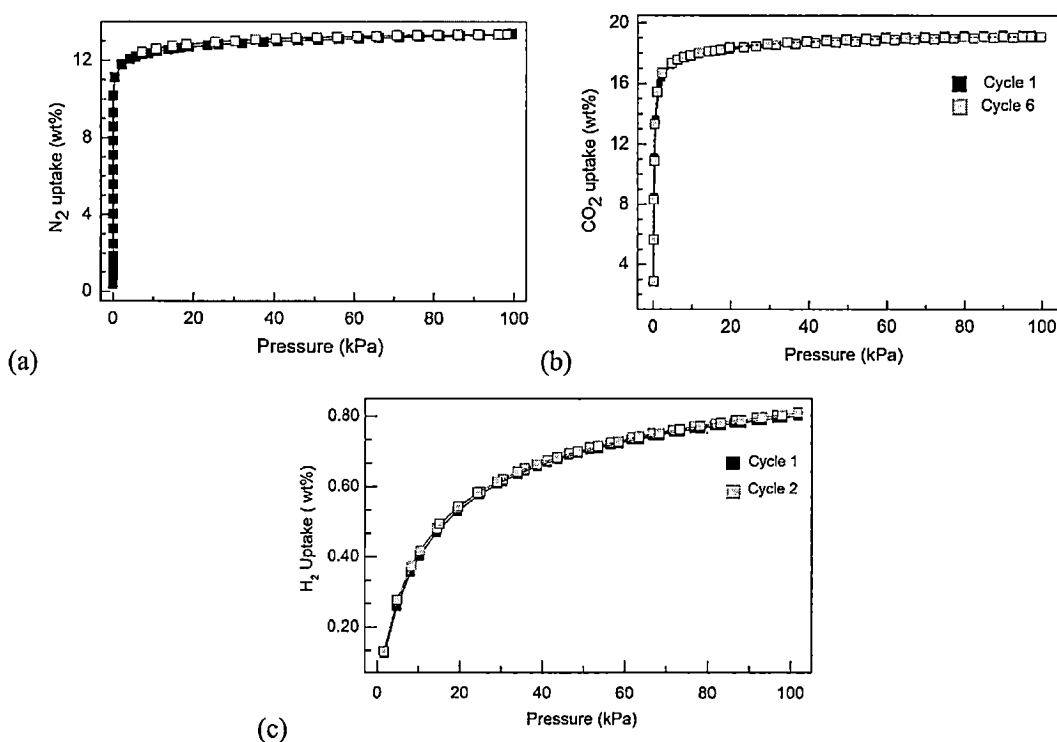 12
8
4
0
N2 uptake (wt%)
0 20 40 60 80 100
Pressure (kPa)
(a)
20
16
12
8
4
CO2 uptake (wt%)
Cycle 1
Cycle 6
0 20 40 60 80 100
Pressure (kPa)
(b)
0.80
0.60
0.40
0.20
H2 Uptake ( wt%)
Cycle 1
Cycle 2
0 20 40 60 80 100
Pressure (kPa)
(c)